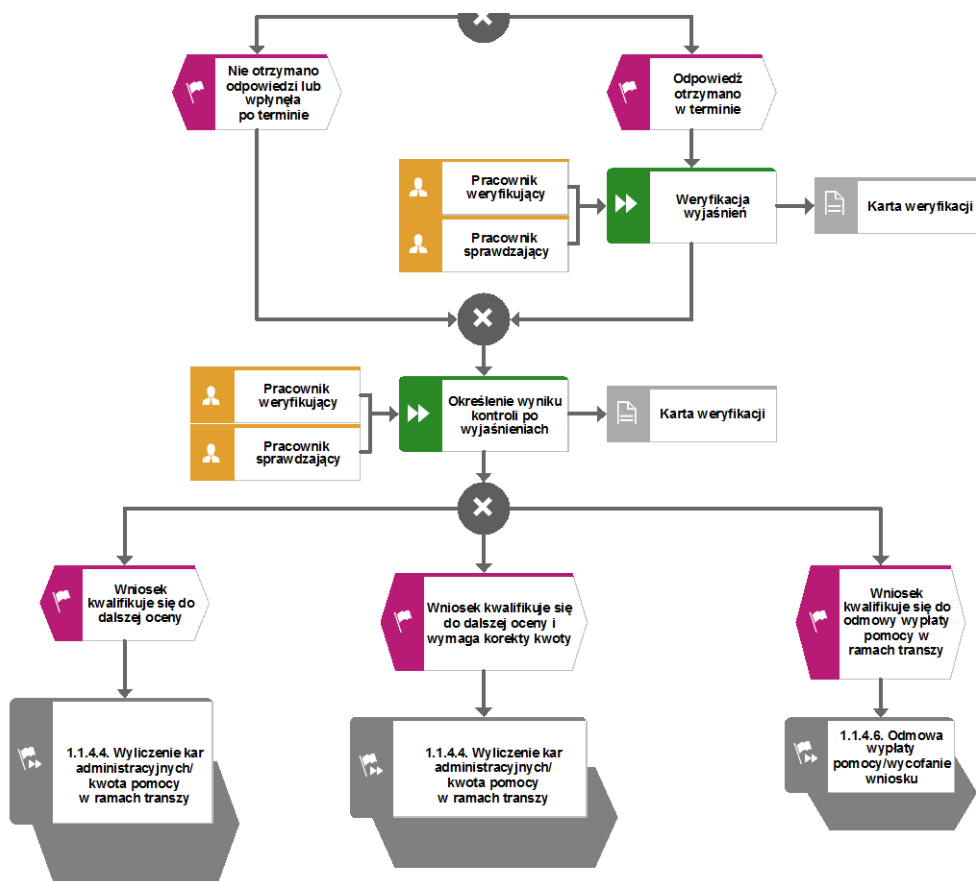 Nie otrzymano
odpowiedzi lub
wpłynęła
po terminie
Odpowiedź
otrzymano
w terminie
Pracownik
weryfikujący
Pracownik
sprawdzający
Weryfikacja
wyjaśnień
Karta weryfikacji
Pracownik
weryfikujący
Pracownik
sprawdzający
Określenie wyniku
kontroli po
wyjaśnieniach
Karta weryfikacji
Wniosek
kwalifikuje się do
dalszej oceny
Wniosek kwalifikuje się
do dalszej oceny i
wymaga korekty kwoty
Wniosek
kwalifikuje się do
odmowy wypłaty
pomocy w
ramach transzy
1.1.4.4. Wyliczenie kar
administracyjnych/
kwota pomocy
w ramach transzy
1.1.4.4. Wyliczenie kar
administracyjnych/
kwota pomocy
w ramach transzy
1.1.4.6. Odmowa
wypłaty
pomocy/wycofanie
wniosku